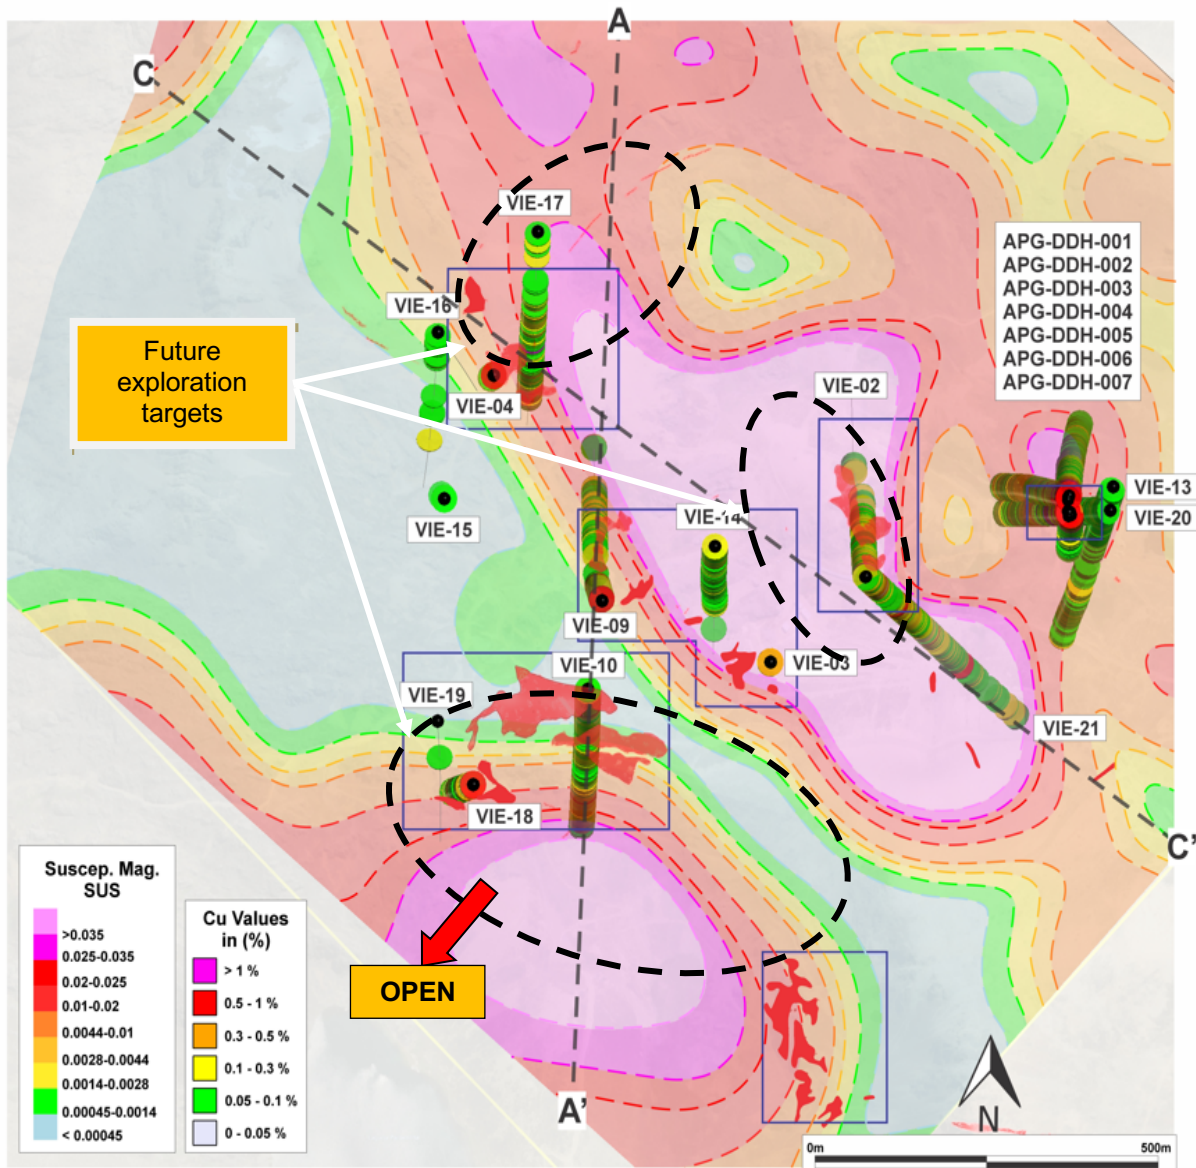 A
C
VIE-17
APG-DDH-001
APG-DDH-002
APG-DDH-003
APG-DDH-004
APG-DDH-005
APG-DDH-006
APG-DDH-007
VIE-16
Future
exploration
targets
VIE-02
VIE-04
VIE-13
VIE-20
VIE-14
VIE-15
VIE-09
VIE-10
VIE-03
VIE-19
VIE-21
VIE-18
C'
Suscep. Mag.
SUS
>0.035
0.025-0.035
0.02-0.025
0.01-0.02
0.0044-0.01
0.0028-0.0044
0.0014-0.0028
0.00045-0.0014
< 0.00045
Cu Values
in (%)
> 1 %
0.5 - 1 %
0.3 - 0.5 %
0.1 - 0.3 %
0.05 - 0.1 %
0 - 0.05 %
OPEN
A'
N
0m
500m